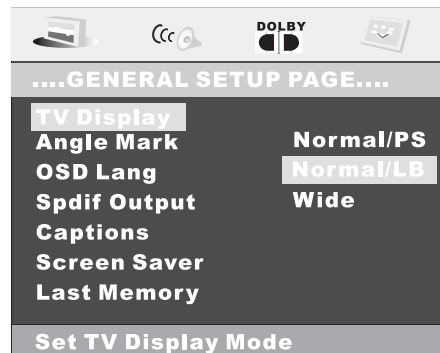 DOLBY
....GENERAL SETUP PAGE....
TV Display
Angle Mark
Normal/PS
OSD Lang
Normal/LB
Spdif Output
Wide
Captions
Screen Saver
Last Memory
Set TV Display Mode